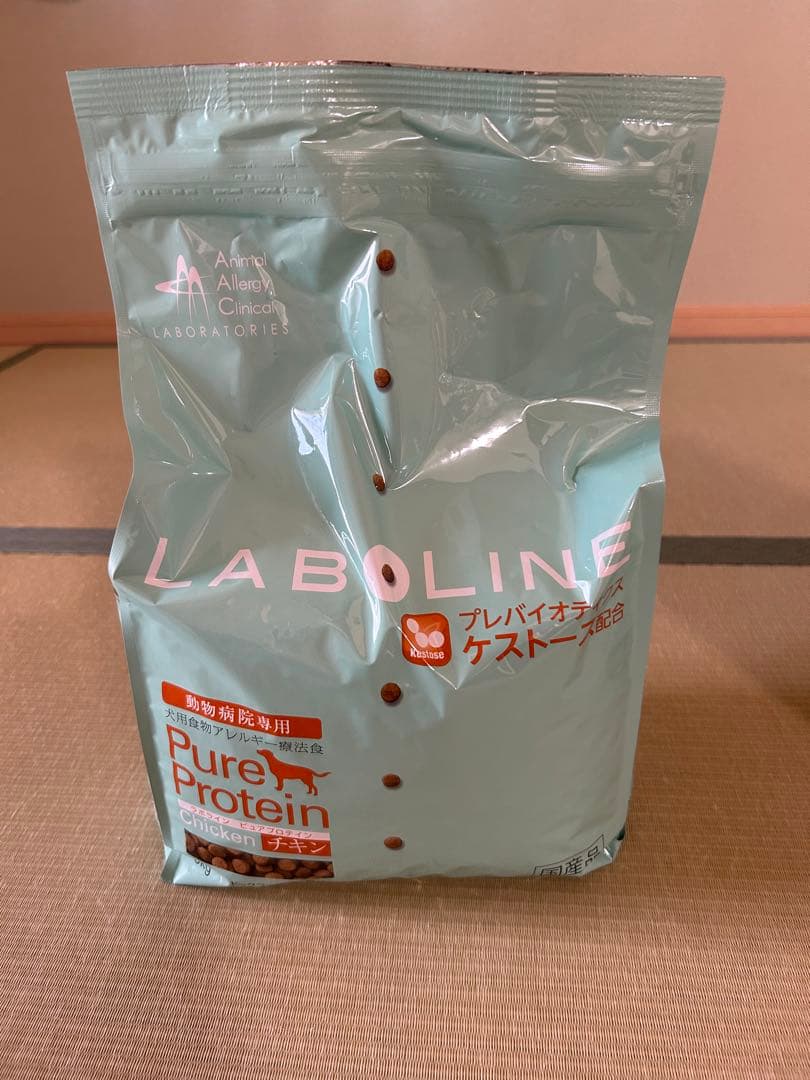 Animal
Allergy
Clinical
LABORATORIES
LABOLINE
プレバイオティクス
ケストース配合
Kestose
動物病院専用
犬用食物アレルギー療法食
Pure
Protein
ラボライン ピュアプロテイン
Chicken チキン
国産品